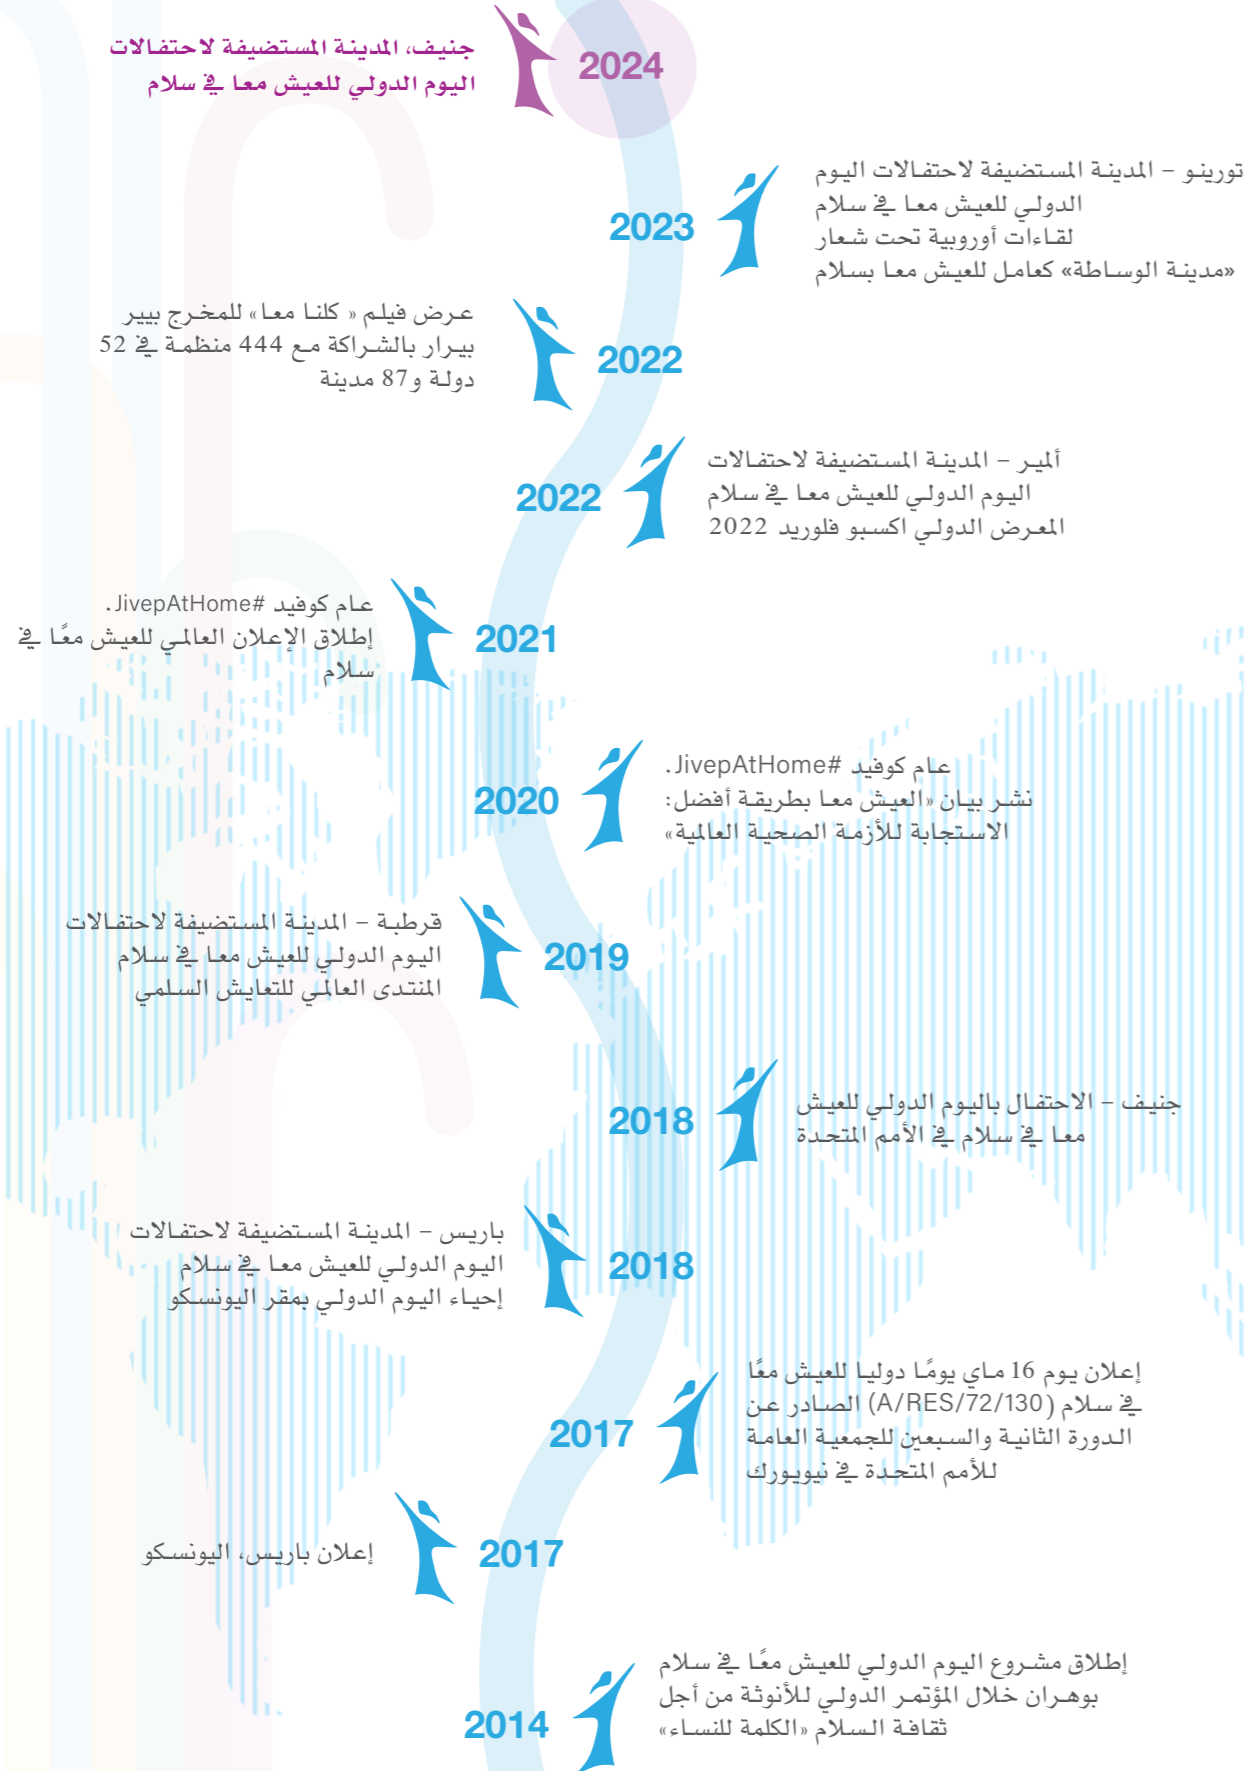 2024
جنيف، المدينة المستضيفة لاحتفالات
اليوم الدولي للعيش معا في سلام
2023
تورينو – المدينة المستضيفة لاحتفالات اليوم
الدولي للعيش معا في سلام
لقاءات أوروبية تحت شعار
«مدينة الوساطة» كعامل للعيش معا بسلام
2022
عرض فيلم « كلنا معا» للمخرج بيير
بيرار بالشراكة مع 444 منظمة في 52
دولة و87 مدينة
2022
ألمير – المدينة المستضيفة لاحتفالات
اليوم الدولي للعيش معا في سلام
المعرض الدولي اكسبو فلوريد 2022
2021
عام كوفيد #JivepAtHome.
إطلاق الإعلان العالمي للعيش معًا في
سلام
2020
عام كوفيد #JivepAtHome.
نشر بيان «العيش معا بطريقة أفضل:
الاستجابة للأزمة الصحية العالمية»
2019
قرطبة – المدينة المستضيفة لاحتفالات
اليوم الدولي للعيش معا في سلام
المنتدى العالمي للتعايش السلمي
2018
جنيف – الاحتفال باليوم الدولي للعيش
معا في سلام في الأمم المتحدة
2018
باريس – المدينة المستضيفة لاحتفالات
اليوم الدولي للعيش معا في سلام
إحياء اليوم الدولي بمقر اليونسكو
2017
إعلان يوم 16 ماي يومًا دوليا للعيش معًا
في سلام (A/RES/72/130) الصادر عن
الدورة الثانية والسبعين للجمعية العامة
للأمم المتحدة في نيويورك
2017
إعلان باريس، اليونسكو
2014
إطلاق مشروع اليوم الدولي للعيش معًا في سلام
بوهران خلال المؤتمر الدولي للأنوثة من أجل
ثقافة السلام «الكلمة للنساء»